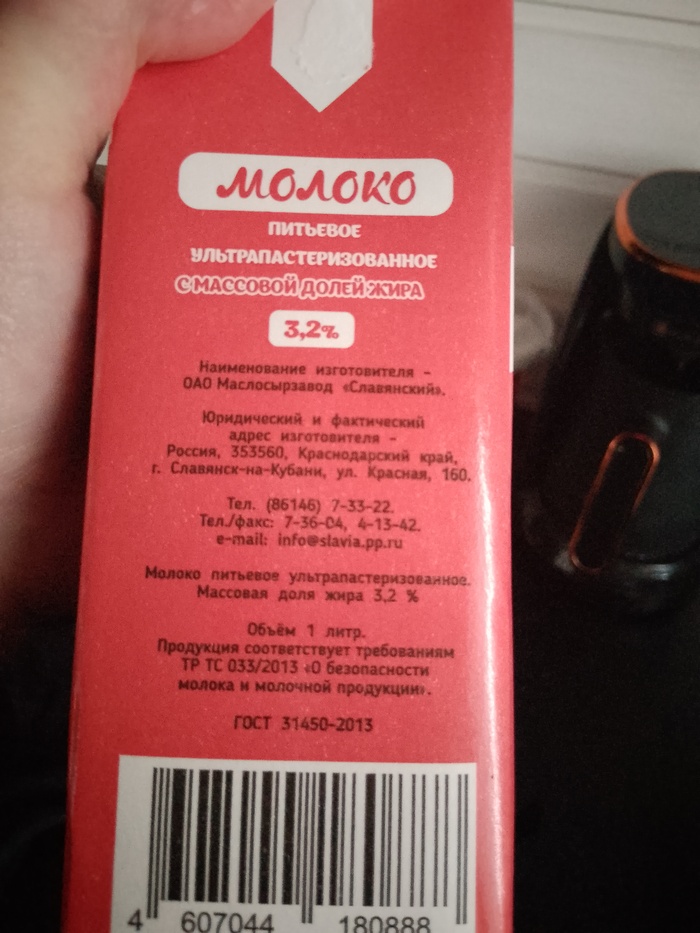 МОЛОКО
ПИТЬЕВОЕ
УЛЬТРАПАСТЕРИЗОВАННОЕ
С МАССОВОЙ ДОЛЕЙ ЖИРА
3,2%
Наименование изготовителя –
ОАО Маслосырзавод «Славянский».
Юридический и фактический
адрес изготовителя –
Россия, 353560, Краснодарский край,
г. Славянск-на-Кубани, ул. Красная, 160.
Тел. (86146) 7-33-22.
Тел./факс: 7-36-04, 4-13-42.
e-mail: info@slavia.pp.ru
Молоко питьевое ультрапастеризованное.
Массовая доля жира 3,2 %
Объём 1 литр.
Продукция соответствует требованиям
ТР ТС 033/2013 «О безопасности
молока и молочной продукции».
ГОСТ 31450-2013
4 607044 180888